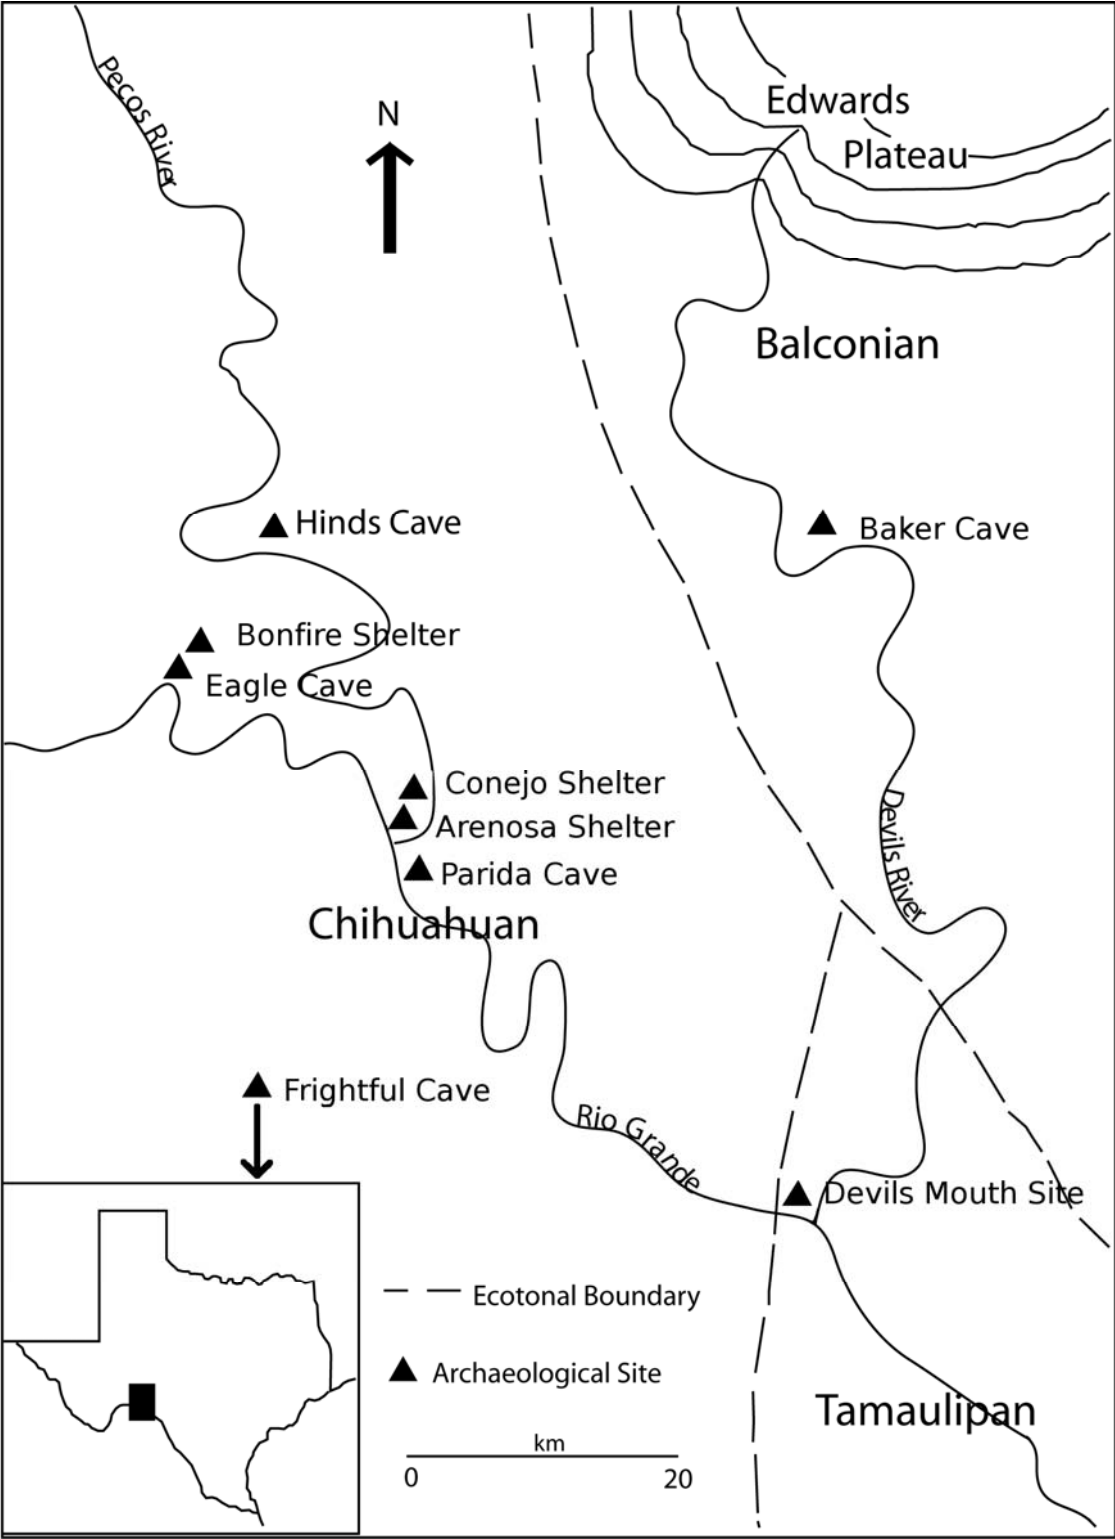 Pecos River
N
Edwards
Plateau
Balconian
Hinds Cave
Baker Cave
Bonfire Shelter
Eagle Cave
Conejo Shelter
Arenosa Shelter
Devils River
Parida Cave
Chihuahuan
Frightful Cave
Rio Grande
Devils Mouth Site
Ecotonal Boundary
Archaeological Site
Tamaulipan
km
0 20